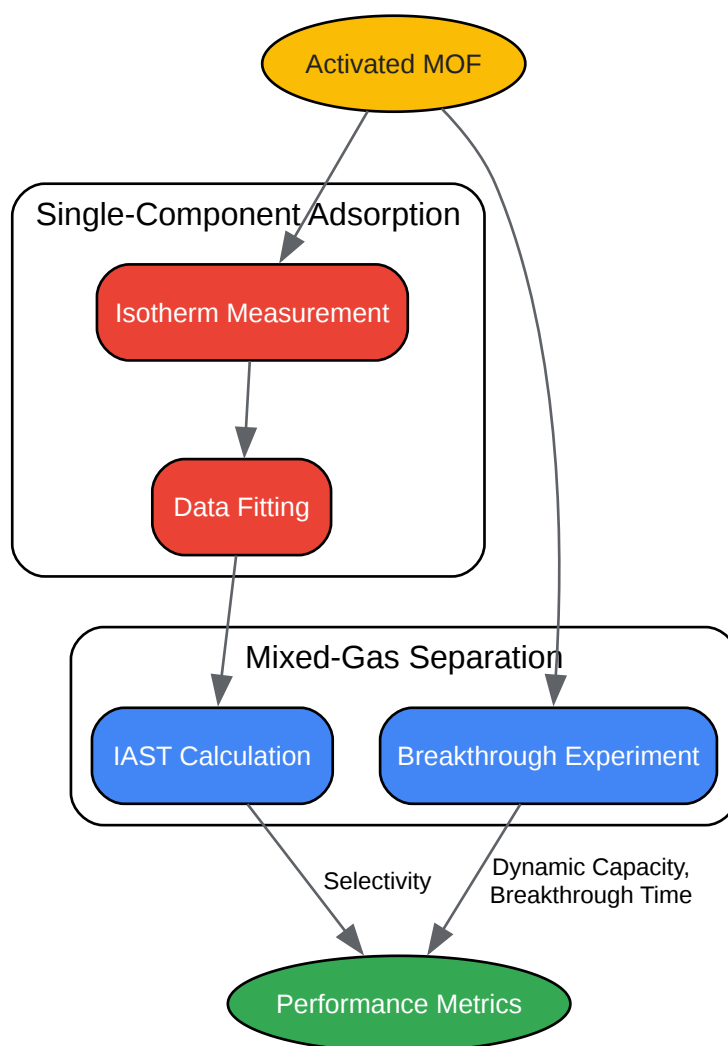 Activated MOF
Single-Component Adsorption
Isotherm Measurement
Data Fitting
Mixed-Gas Separation
IAST Calculation
Breakthrough Experiment
Selectivity
Dynamic Capacity,
Breakthrough Time
Performance Metrics